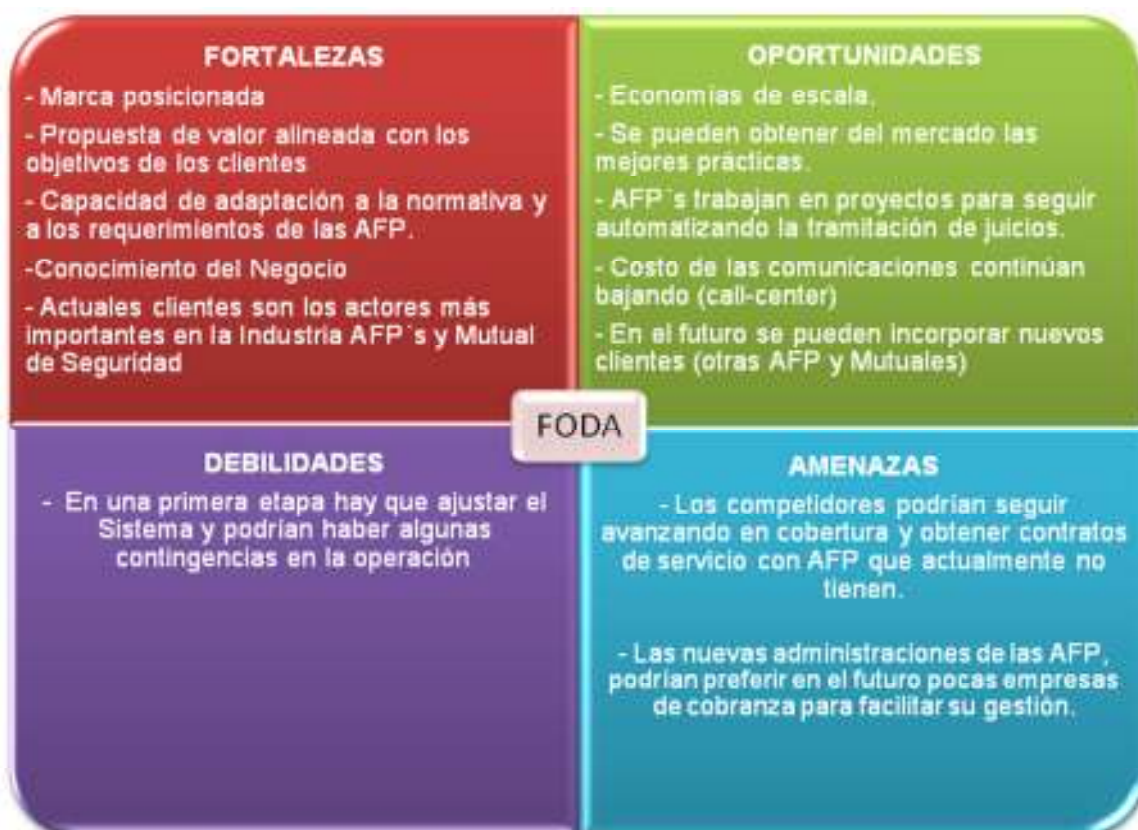 FORTALEZAS
- Marca posicionada
- Propuesta de valor alineada con los
objetivos de los clientes
- Capacidad de adaptación a la normativa y
a los requerimientos de las AFP.
-Conocimiento del Negocio
- Actuales clientes son los actores más
importantes en la Industria AFP´s y Mutual
de Seguridad
OPORTUNIDADES
- Economías de escala.
- Se pueden obtener del mercado las
mejores prácticas.
- AFP´s trabajan en proyectos para seguir
automatizando la tramitación de juicios.
- Costo de las comunicaciones continúan
bajando (call-center)
- En el futuro se pueden incorporar nuevos
clientes (otras AFP y Mutuales)
FODA
DEBILIDADES
- En una primera etapa hay que ajustar el
Sistema y podrían haber algunas
contingencias en la operación
AMENAZAS
- Los competidores podrían seguir
avanzando en cobertura y obtener contratos
de servicio con AFP que actualmente no
tienen.
- Las nuevas administraciones de las AFP,
podrían preferir en el futuro pocas empresas
de cobranza para facilitar su gestión.